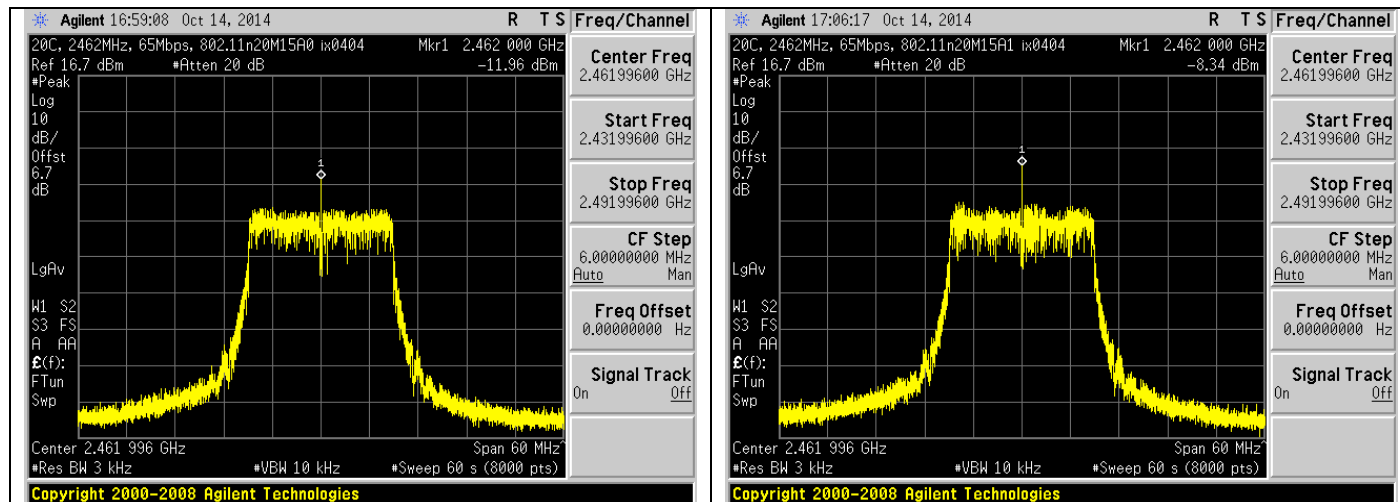 Agilent 16:59:08 Oct 14, 2014 R T S Freq/Channel
20C, 2462MHz, 65Mbps, 802.11n20M15A0 ix0404 Mkr1 2.462 000 GHz
Ref 16.7 dBm #Atten 20 dB -11.96 dBm
#Peak
Log
10
dB/
Offst
6.7
dB
1
LgAv
W1 S2
S3 FS
A AA
£(f):
FTun
Swp
Center 2.461 996 GHz Span 60 MHz^
#Res BW 3 kHz #VBW 10 kHz #Sweep 60 s (8000 pts)
Copyright 2000-2008 Agilent Technologies
Center Freq
2.46199600 GHz
Start Freq
2.43199600 GHz
Stop Freq
2.49199600 GHz
CF Step
6.00000000 MHz
Auto Man
Freq Offset
0.00000000 Hz
Signal Track
On Off
Agilent 17:06:17 Oct 14, 2014 R T S Freq/Channel
20C, 2462MHz, 65Mbps, 802.11n20M15A1 ix0404 Mkr1 2.462 000 GHz
Ref 16.7 dBm #Atten 20 dB -8.34 dBm
#Peak
Log
10
dB/
Offst
6.7
dB
1
LgAv
W1 S2
S3 FS
A AA
£(f):
FTun
Swp
Center 2.461 996 GHz Span 60 MHz^
#Res BW 3 kHz #VBW 10 kHz #Sweep 60 s (8000 pts)
Copyright 2000-2008 Agilent Technologies
Center Freq
2.46199600 GHz
Start Freq
2.43199600 GHz
Stop Freq
2.49199600 GHz
CF Step
6.00000000 MHz
Auto Man
Freq Offset
0.00000000 Hz
Signal Track
On Off